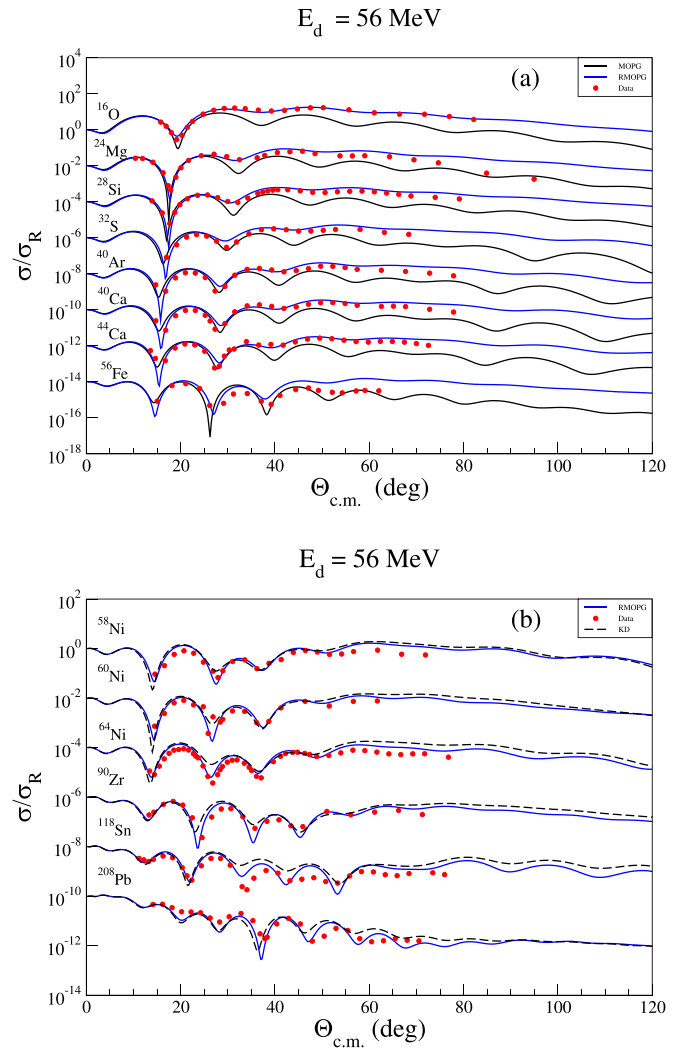 E_d = 56 MeV
(a)
MOPG
RMOPG
Data
σ/σ_R
10^4
10^2
10^0
10^-2
10^-4
10^-6
10^-8
10^-10
10^-12
10^-14
10^-16
10^-18
^16O
^24Mg
^28Si
^32S
^40Ar
^40Ca
^44Ca
^56Fe
0 20 40 60 80 100 120
Θ_c.m. (deg)
E_d = 56 MeV
(b)
RMOPG
Data
KD
σ/σ_R
10^2
10^0
10^-2
10^-4
10^-6
10^-8
10^-10
10^-12
10^-14
^58Ni
^60Ni
^64Ni
^90Zr
^118Sn
^208Pb
0 20 40 60 80 100 120
Θ_c.m. (deg)